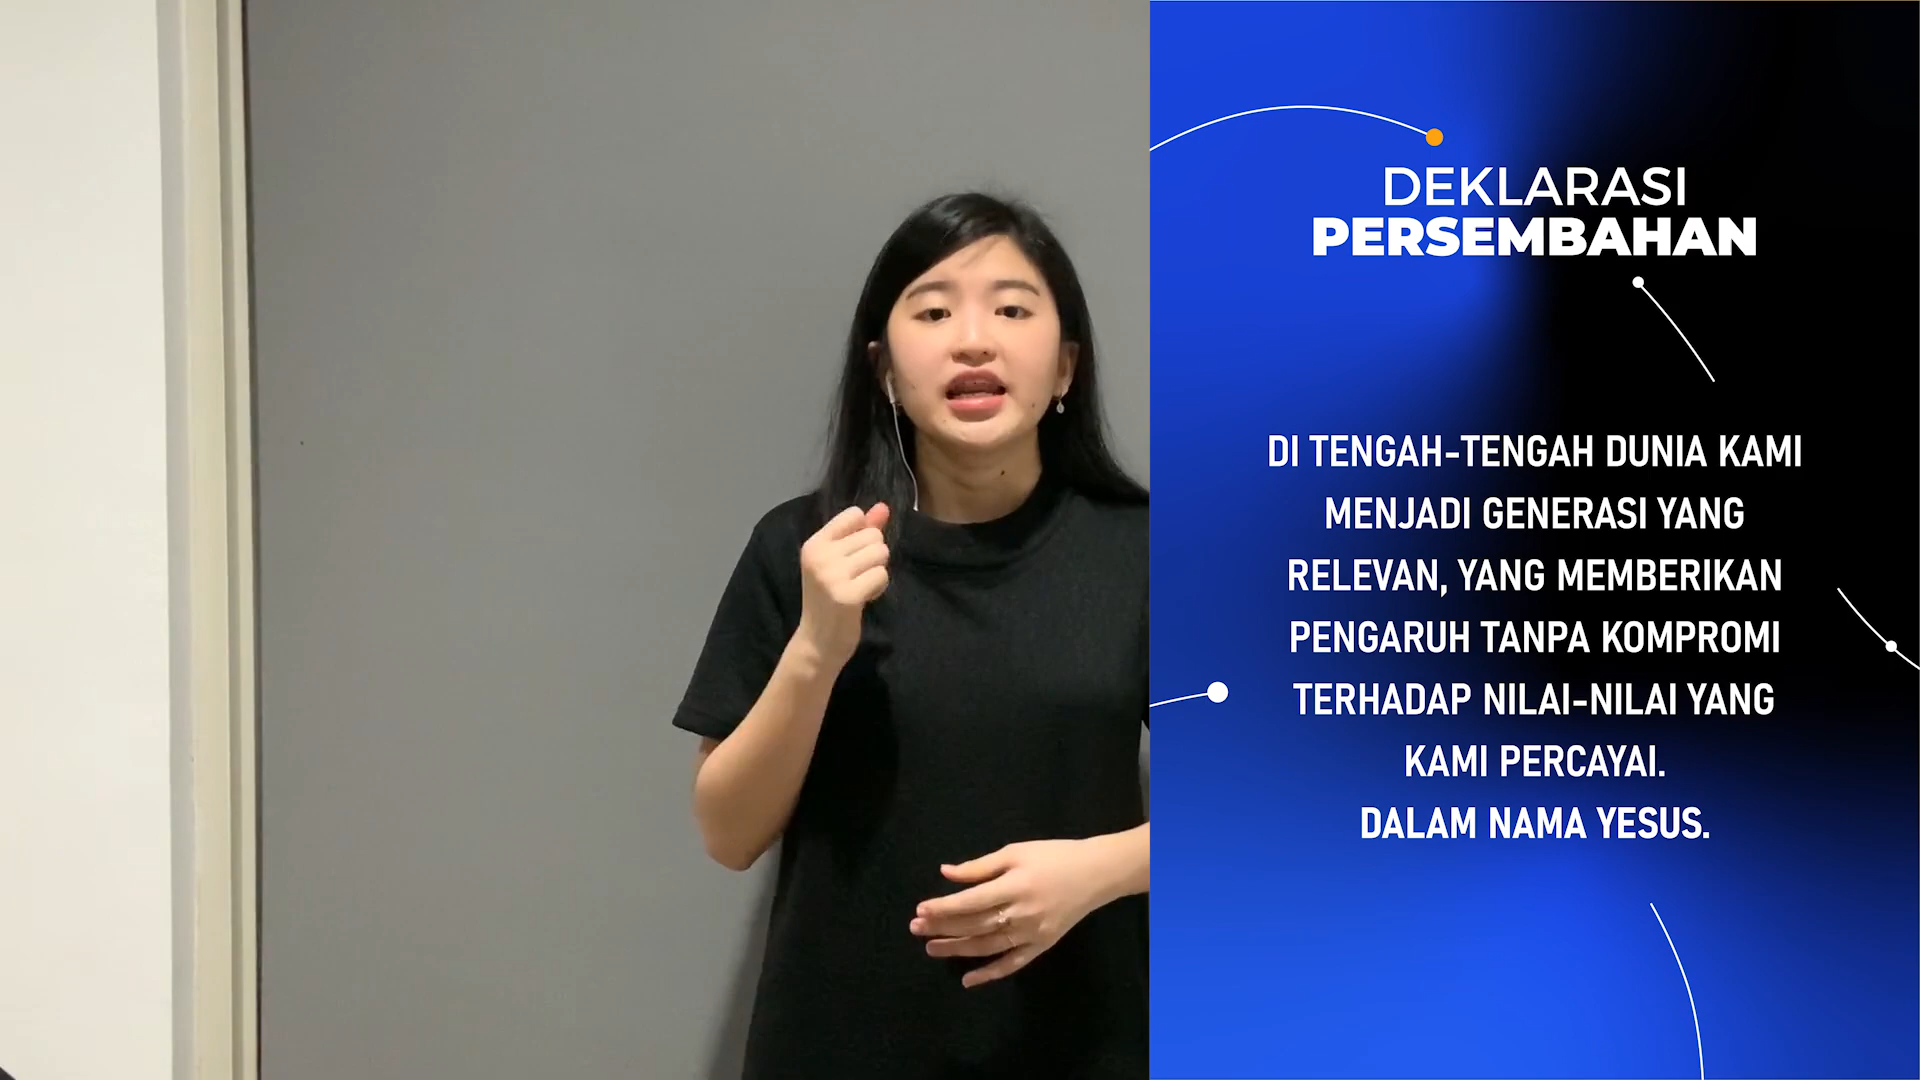 DEKLARASI
PERSEMBAHAN
DI TENGAH-TENGAH DUNIA KAMI
MENJADI GENERASI YANG
RELEVAN, YANG MEMBERIKAN
PENGARUH TANPA KOMPROMI
TERHADAP NILAI-NILAI YANG
KAMI PERCAYAI.
DALAM NAMA YESUS.